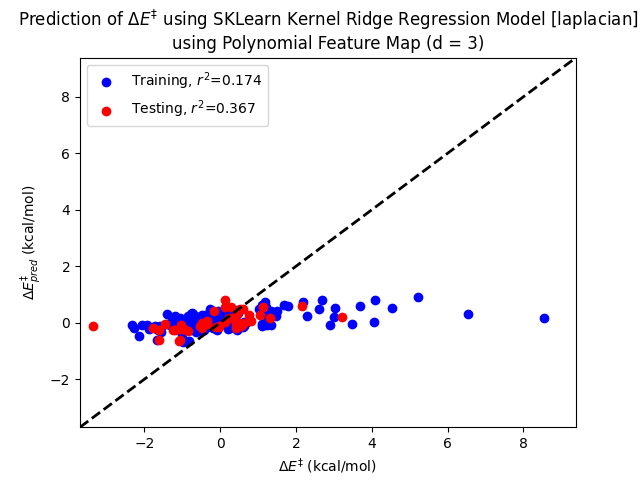 Prediction of ΔE‡ using SKLearn Kernel Ridge Regression Model [laplacian]
using Polynomial Feature Map (d = 3)
Training, r²=0.174
Testing, r²=0.367
8
6
4
2
0
−2
ΔE‡pred (kcal/mol)
−2 0 2 4 6 8
ΔE‡ (kcal/mol)